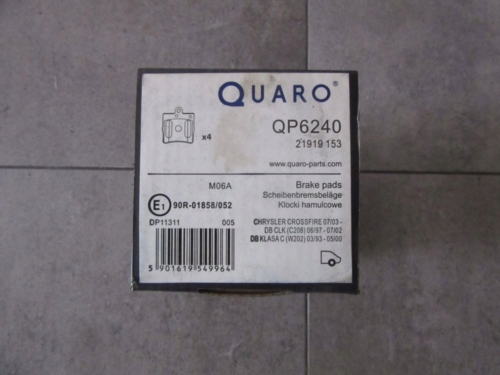 QUARO®
QP6240
21919 153
www.quaro-parts.com
x4
M06A
Brake pads
Scheibenbremsbeläge
Klocki hamulcowe
E1 90R-01858/052
DP11311 005
CHRYSLER CROSSFIRE 07/03 -
DB CLK (C208) 06/97 - 07/02
DB KLASA C (W202) 03/93 - 05/00
5 901619 549964